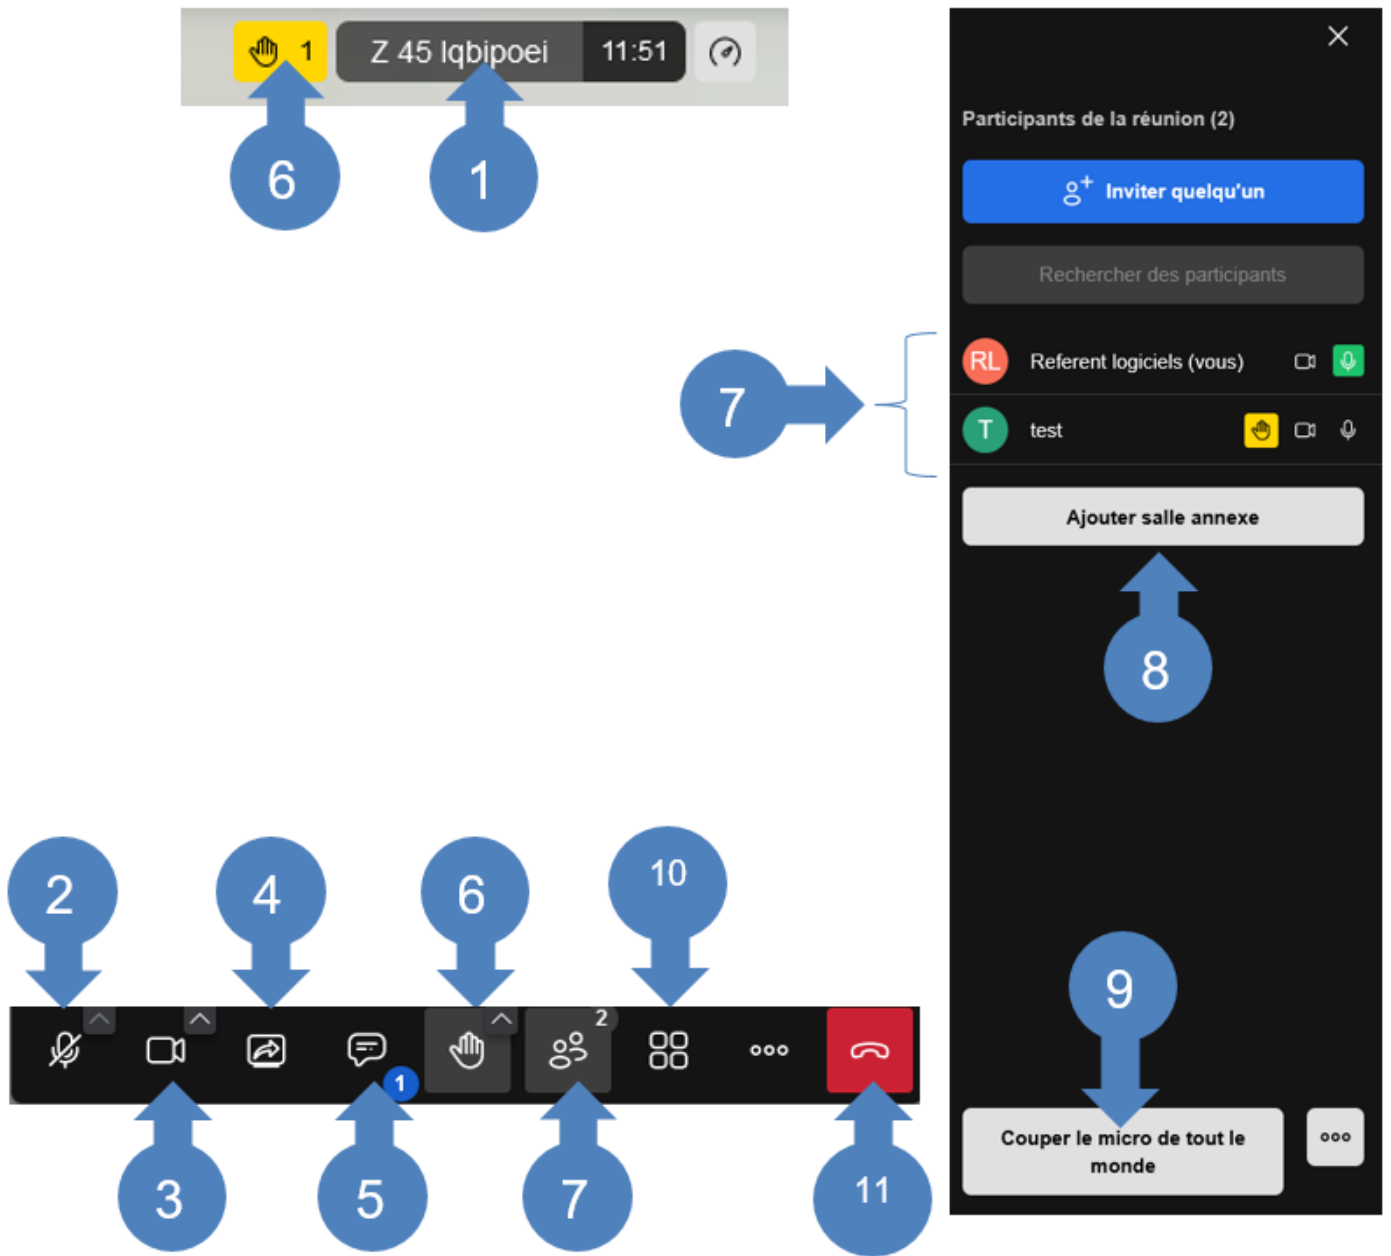 1
Z 45 Iqbipoei
11:51
6
1
Participants de la réunion (2)
Inviter quelqu'un
Rechercher des participants
RL
Referent logiciels (vous)
T
test
7
Ajouter salle annexe
8
2
4
6
10
9
2
1
3
5
7
11
Couper le micro de tout le
monde